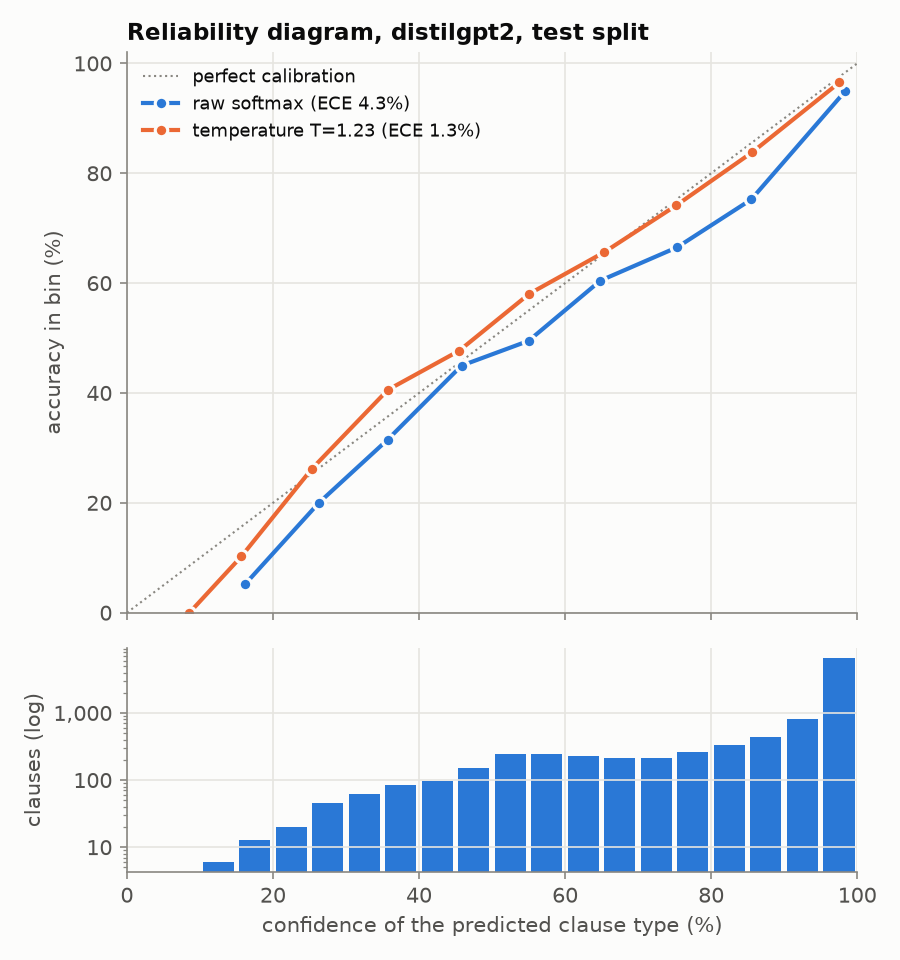 Reliability diagram, distilgpt2, test split
100
perfect calibration
raw softmax (ECE 4.3%)
temperature T=1.23 (ECE 1.3%)
80
60
40
20
0
accuracy in bin (%)
1,000
100
10
clauses (log)
0 20 40 60 80 100
confidence of the predicted clause type (%)